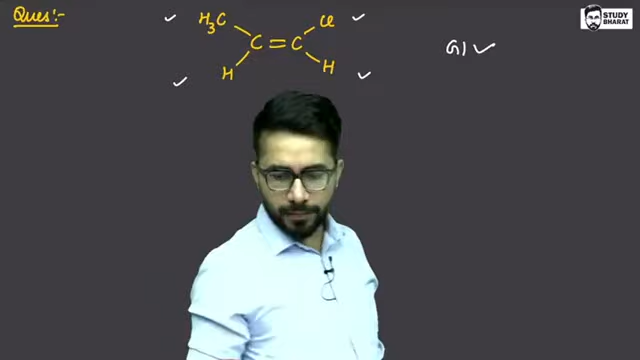 Ques:-
H3C Cl
C=C
H H
GI ✓
STUDY
BHARAT